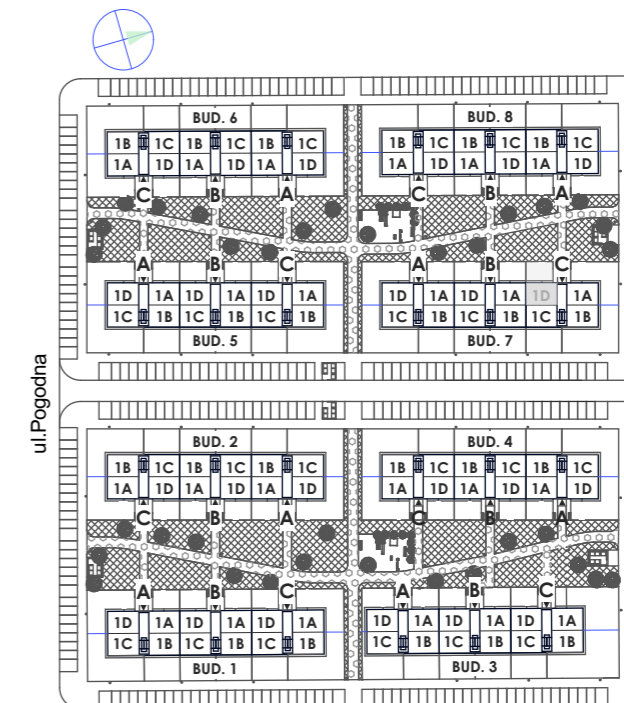 BUD. 6 BUD. 8
1B 1C 1B 1C 1B 1C 1B 1C 1B 1C 1B 1C
1A 1D 1A 1D 1A 1D 1A 1D 1A 1D 1A 1D
C B A C B A
A B C A B C
1D 1A 1D 1A 1D 1A 1D 1A 1D 1A 1D 1A
1C 1B 1C 1B 1C 1B 1C 1B 1C 1B 1C 1B
BUD. 5 BUD. 7
ul.Pogodna
BUD. 2 BUD. 4
1B 1C 1B 1C 1B 1C 1B 1C 1B 1C 1B 1C
1A 1D 1A 1D 1A 1D 1A 1D 1A 1D 1A 1D
C B A C B A
A B C A B C
1D 1A 1D 1A 1D 1A 1D 1A 1D 1A 1D 1A
1C 1B 1C 1B 1C 1B 1C 1B 1C 1B 1C 1B
BUD. 1 BUD. 3